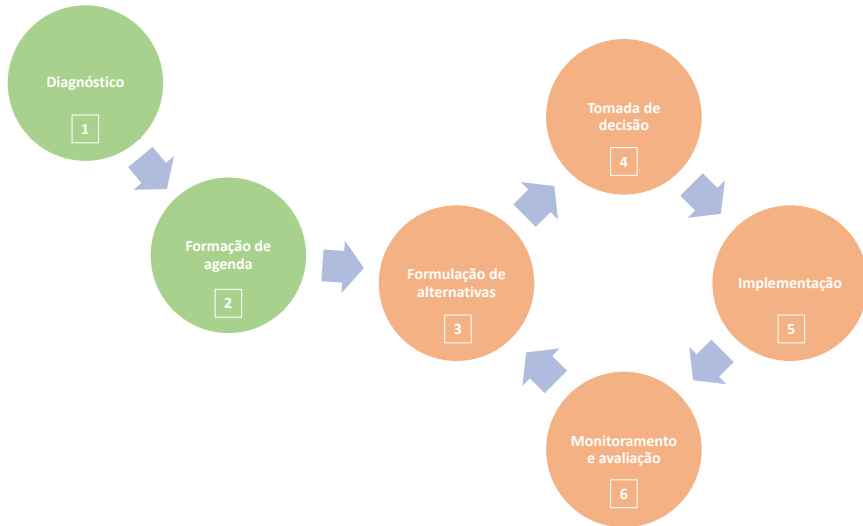 Diagnóstico
1
Formação de
agenda
2
Formulação de
alternativas
3
Tomada de
decisão
4
Implementação
5
Monitoramento
e avaliação
6